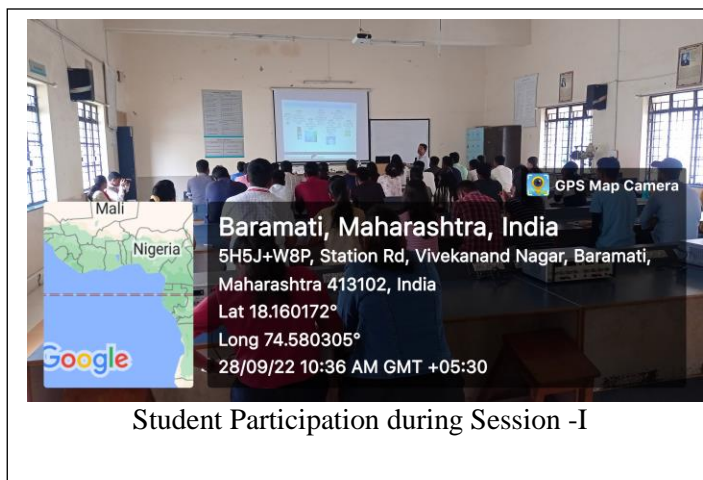 GPS Map Camera
Mali
Nigeria
Google
Baramati, Maharashtra, India
5H5J+W8P, Station Rd, Vivekanand Nagar, Baramati,
Maharashtra 413102, India
Lat 18.160172°
Long 74.580305°
28/09/22 10:36 AM GMT +05:30
Student Participation during Session -I